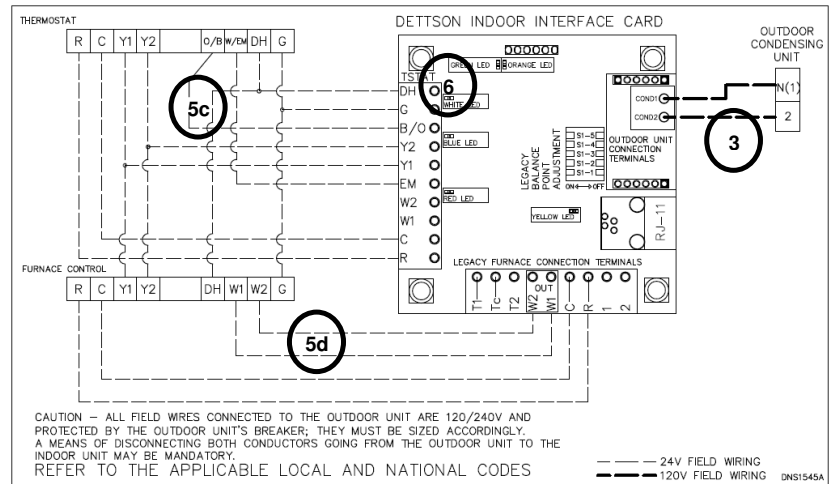 THERMOSTAT
R C Y1 Y2 O/B W/EM DH G
5c
DETTSON INDOOR INTERFACE CARD
GREEN LED ORANGE LED
TSTAT
6
DH
WHITE LED
G
B/O
BLUE LED
Y2
Y1
EM
RED LED
W2
W1
C
R
LEGACY
BALANCE
POINT
ADJUSTMENT
S1-5
S1-4
S1-3
S1-2
S1-1
ON OFF
YELLOW LED
COND1
COND2
OUTDOOR UNIT
CONNECTION
TERMINALS
RJ-11
OUTDOOR
CONDENSING
UNIT
N(1)
2
3
LEGACY FURNACE CONNECTION TERMINALS
OUT
T1 Tc T2 W2 W1 C R 1 2
FURNACE CONTROL
R C Y1 Y2 DH W1 W2 G
5d
CAUTION – ALL FIELD WIRES CONNECTED TO THE OUTDOOR UNIT ARE 120/240V AND
PROTECTED BY THE OUTDOOR UNIT'S BREAKER; THEY MUST BE SIZED ACCORDINGLY.
A MEANS OF DISCONNECTING BOTH CONDUCTORS GOING FROM THE OUTDOOR UNIT TO THE
INDOOR UNIT MAY BE MANDATORY.
REFER TO THE APPLICABLE LOCAL AND NATIONAL CODES
24V FIELD WIRING
120V FIELD WIRING
DNS1545A